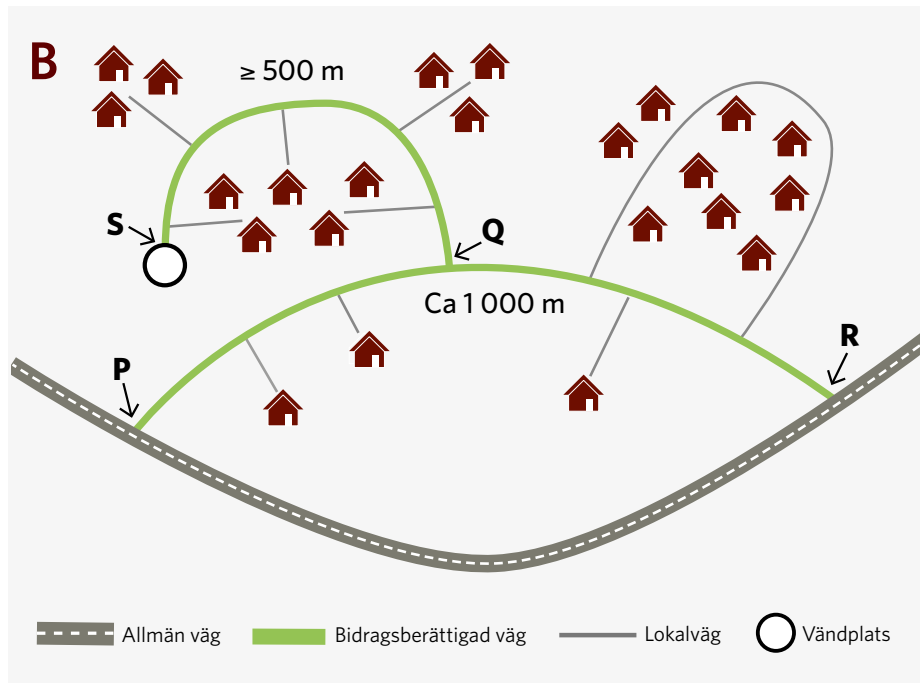 B
≥ 500 m
S
Q
Ca 1 000 m
P
R
Allmän väg
Bidragsberättigad väg
Lokalväg
Vändplats